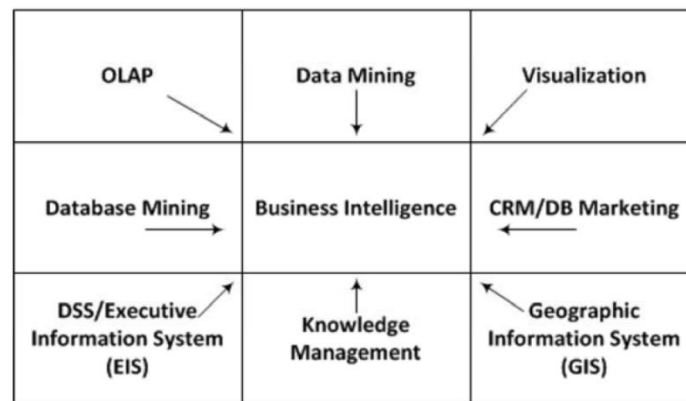 OLAP
Data Mining
Visualization
Database Mining
Business Intelligence
CRM/DB Marketing
DSS/Executive
Information System
(EIS)
Knowledge
Management
Geographic
Information System
(GIS)